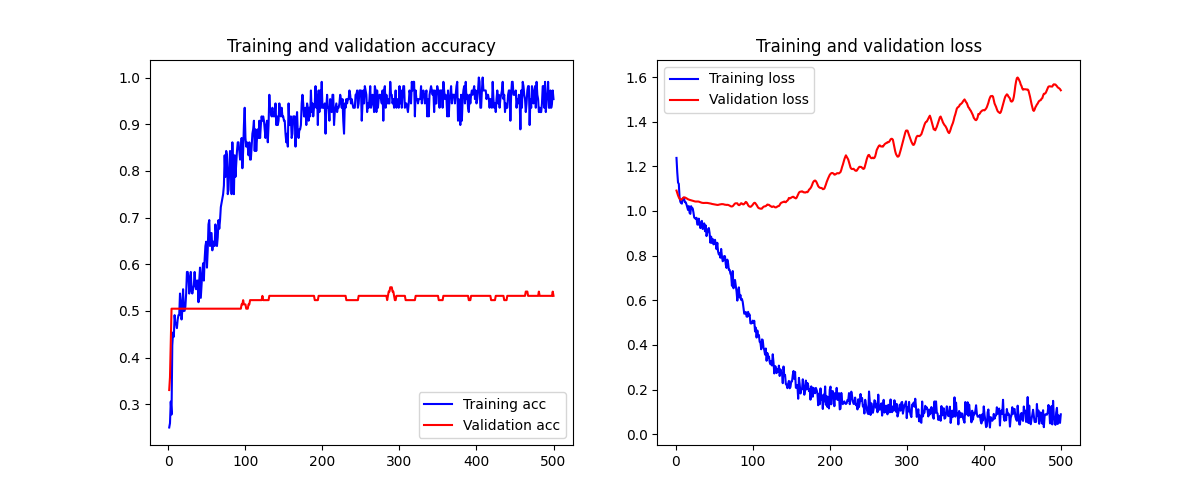 Training and validation accuracy
1.0
0.9
0.8
0.7
0.6
0.5
0.4
0.3
Training acc
Validation acc
0 100 200 300 400 500
Training and validation loss
Training loss
Validation loss
1.6
1.4
1.2
1.0
0.8
0.6
0.4
0.2
0.0
0 100 200 300 400 500